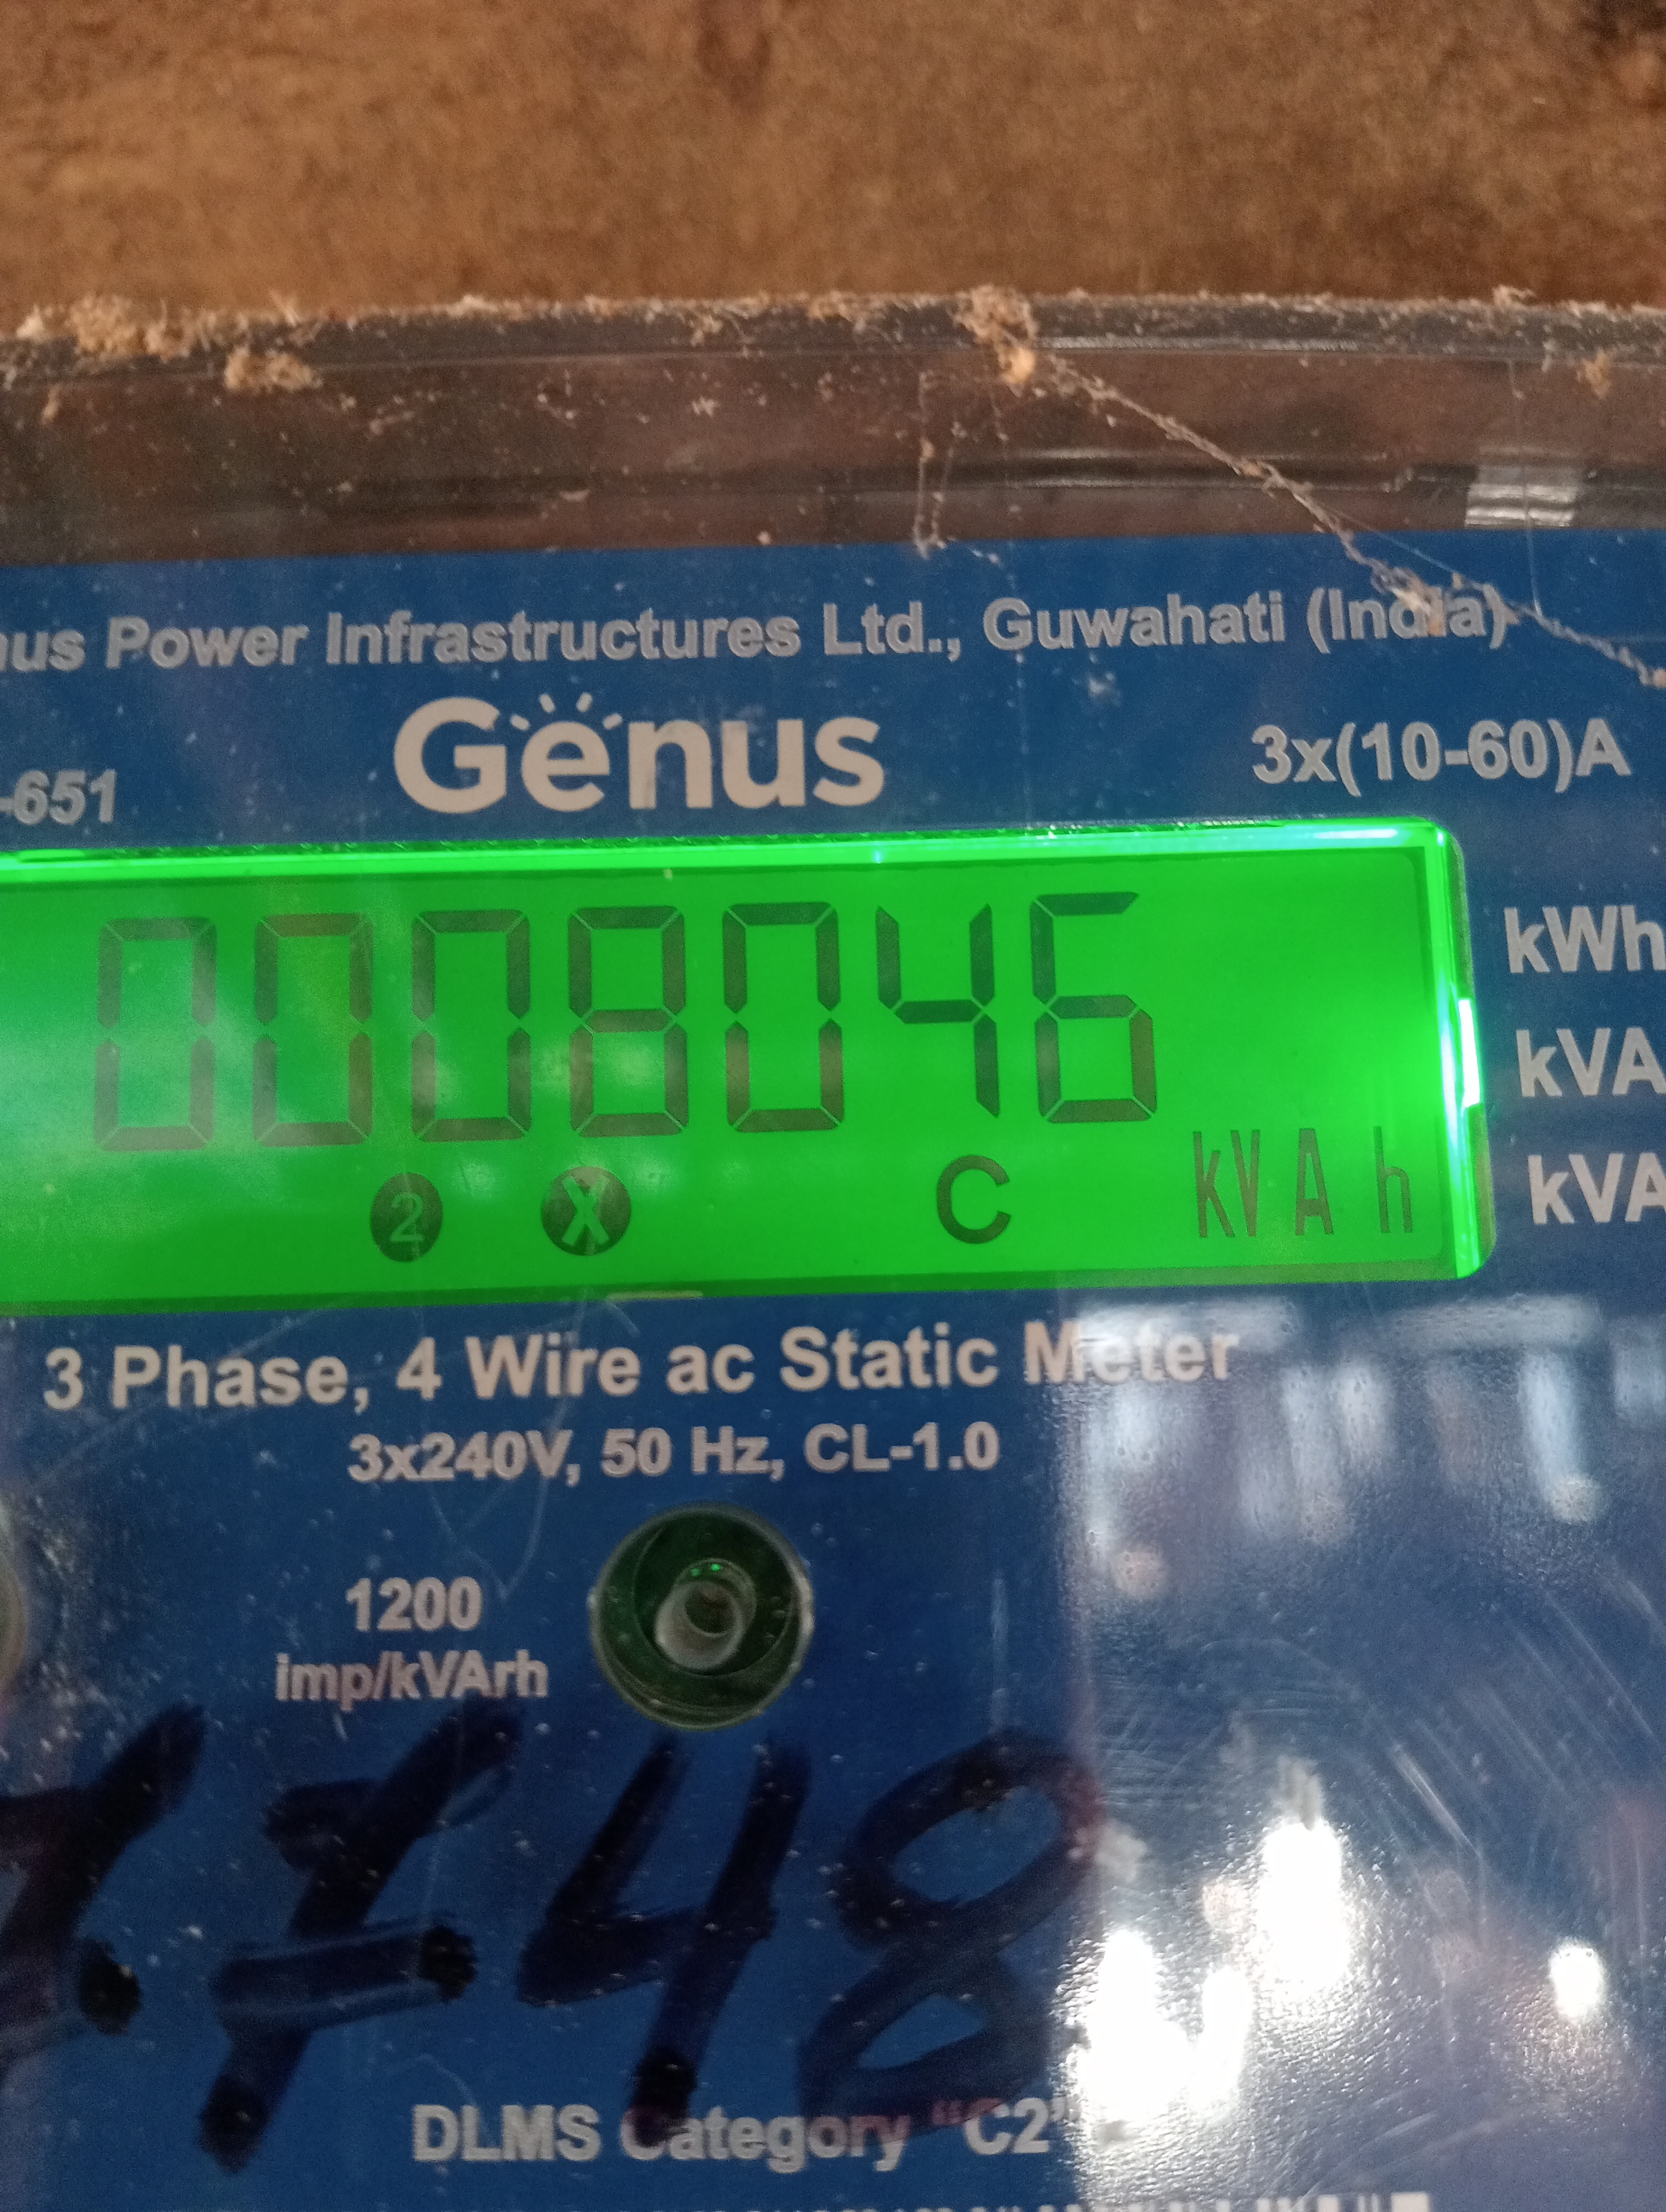 Power Infrastructures Ltd., Guwahati (India)
Genus
-651
3x(10-60)A
0008046
kWh
kVA
kVA
2 X C kVAh
3 Phase, 4 Wire ac Static Meter
3x240V, 50 Hz, CL-1.0
1200
imp/kVArh
7748
DLMS Category "C2"